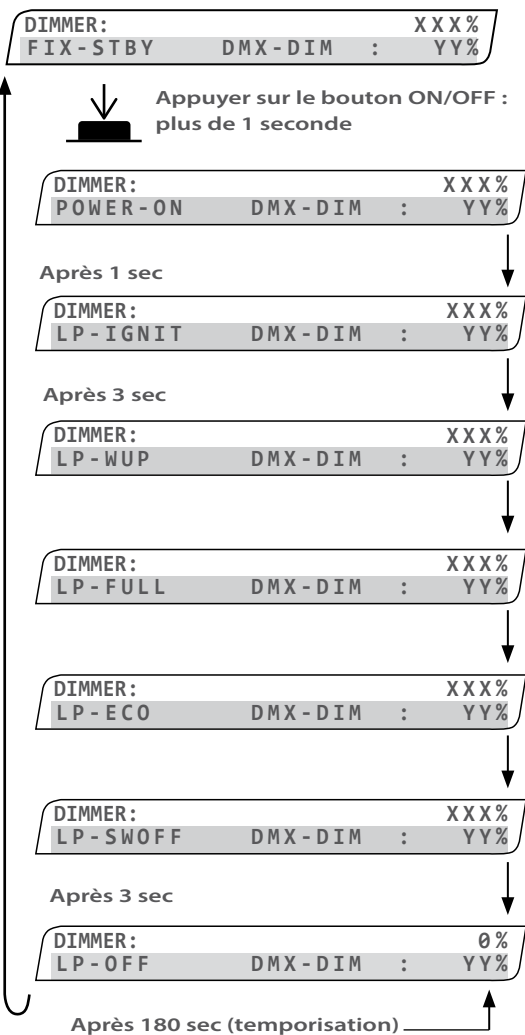 DIMMER: XXX%
FIX-STBY DMX-DIM : YY%
Appuyer sur le bouton ON/OFF :
plus de 1 seconde
DIMMER: XXX%
POWER-ON DMX-DIM : YY%
Après 1 sec
DIMMER: XXX%
LP-IGNIT DMX-DIM : YY%
Après 3 sec
DIMMER: XXX%
LP-WUP DMX-DIM : YY%
DIMMER: XXX%
LP-FULL DMX-DIM : YY%
DIMMER: XXX%
LP-ECO DMX-DIM : YY%
DIMMER: XXX%
LP-SWOFF DMX-DIM : YY%
Après 3 sec
DIMMER: 0%
LP-OFF DMX-DIM : YY%
Après 180 sec (temporisation)